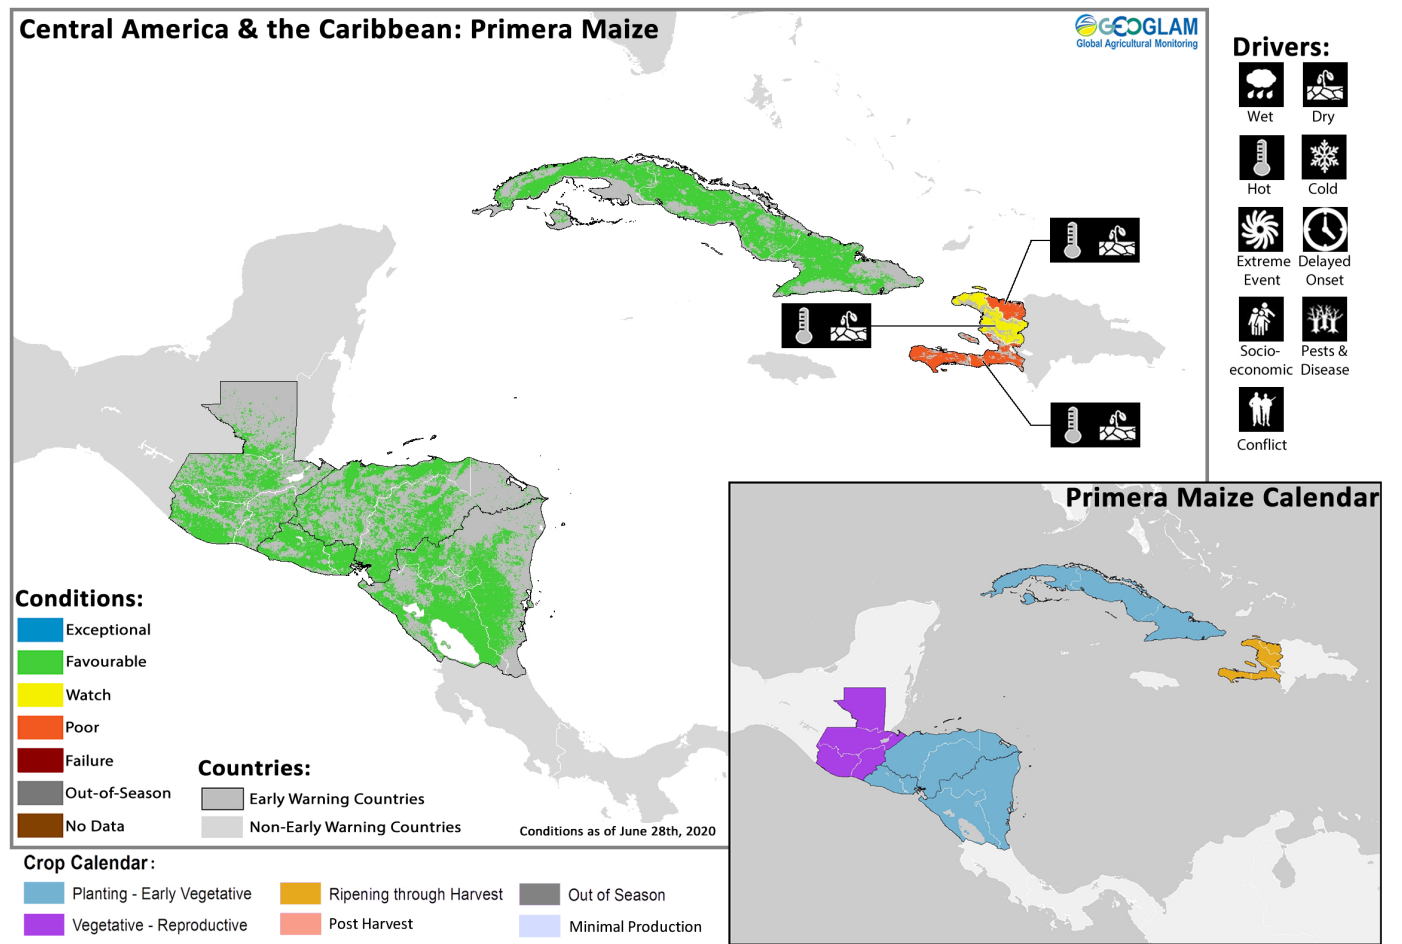 Central America & the Caribbean: Primera Maize
GEOGLAM
Global Agricultural Monitoring
Drivers:
Wet
Dry
Hot
Cold
Extreme
Event
Delayed
Onset
Socio-
economic
Pests &
Disease
Conflict
Primera Maize Calendar
Conditions:
Exceptional
Favourable
Watch
Poor
Failure
Out-of-Season
No Data
Countries:
Early Warning Countries
Non-Early Warning Countries
Conditions as of June 28th, 2020
Crop Calendar:
Planting - Early Vegetative
Vegetative - Reproductive
Ripening through Harvest
Post Harvest
Out of Season
Minimal Production